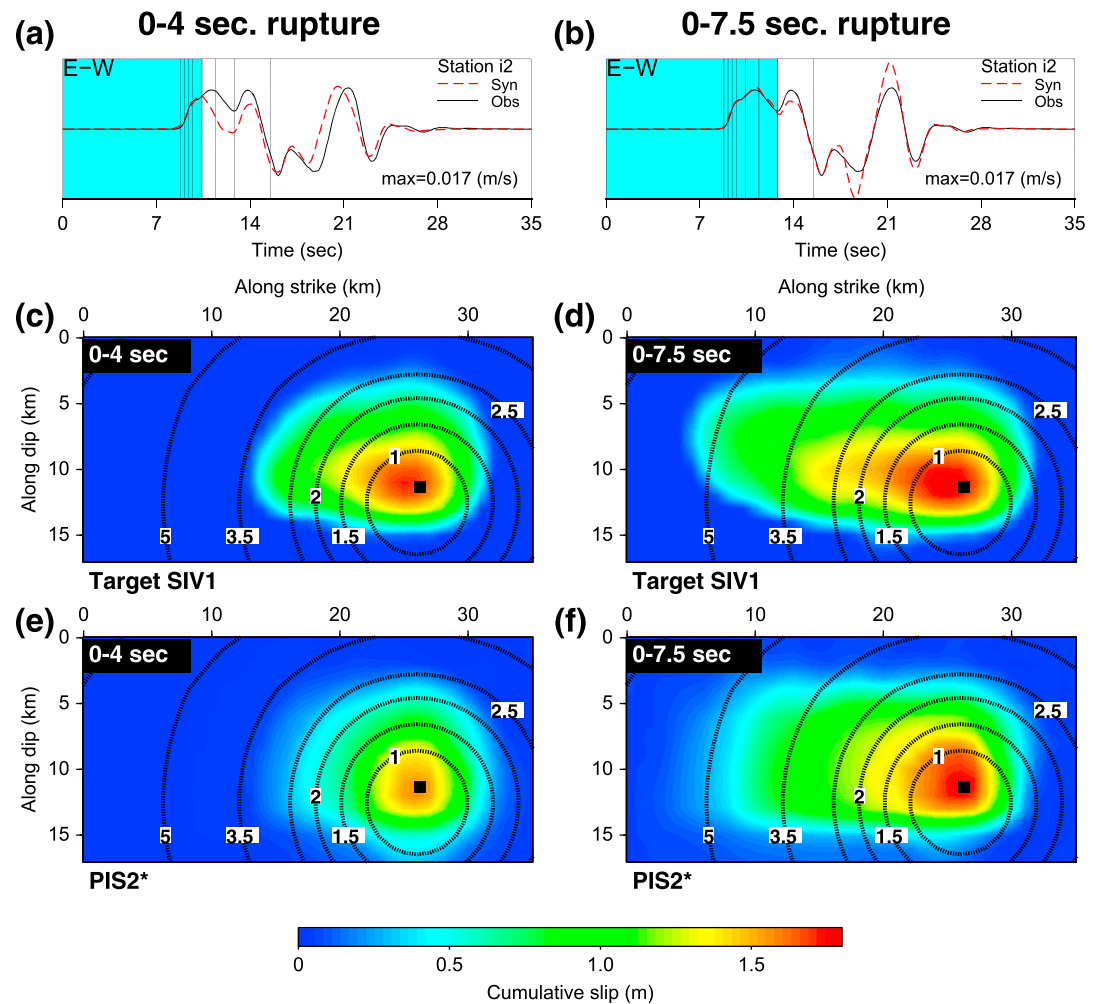 (a) 0-4 sec. rupture
(b) 0-7.5 sec. rupture
E−W
Station i2
Syn
Obs
max=0.017 (m/s)
0 7 14 21 28 35
Time (sec)
E−W
Station i2
Syn
Obs
max=0.017 (m/s)
0 7 14 21 28 35
Time (sec)
Along strike (km)
0 10 20 30
(c)
0-4 sec
0
5
10
15
Along dip (km)
1
2.5
2
5
3.5
1.5
Target SIV1
Along strike (km)
0 10 20 30
(d)
0-7.5 sec
0
5
10
15
1
2.5
2
5
3.5
1.5
Target SIV1
0 10 20 30
(e)
0-4 sec
0
5
10
15
Along dip (km)
1
2.5
2
5
3.5
1.5
PIS2*
0 10 20 30
(f)
0-7.5 sec
0
5
10
15
1
2.5
2
5
3.5
1.5
PIS2*
0 0.5 1.0 1.5
Cumulative slip (m)